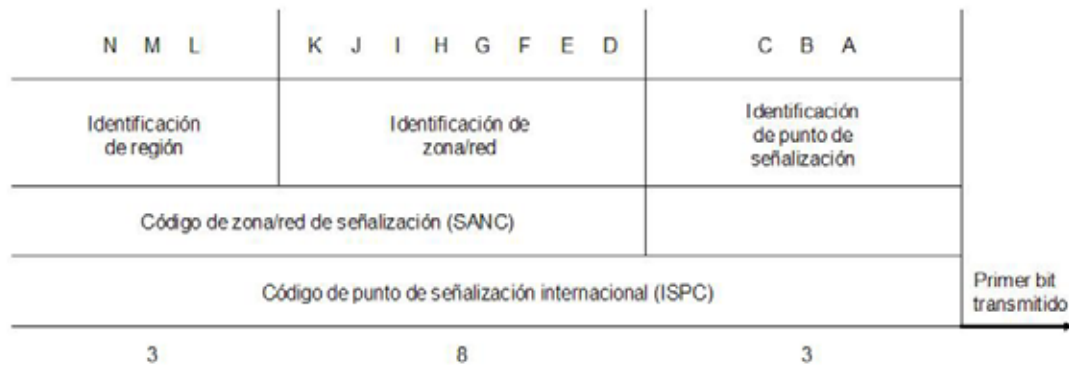 N M L K J I H G F E D C B A
Identificación
de región
Identificación de
zona/red
Identificación
de punto de
señalización
Código de zona/red de señalización (SANC)
Código de punto de señalización internacional (ISPC)
Primer bit
transmitido
3 8 3